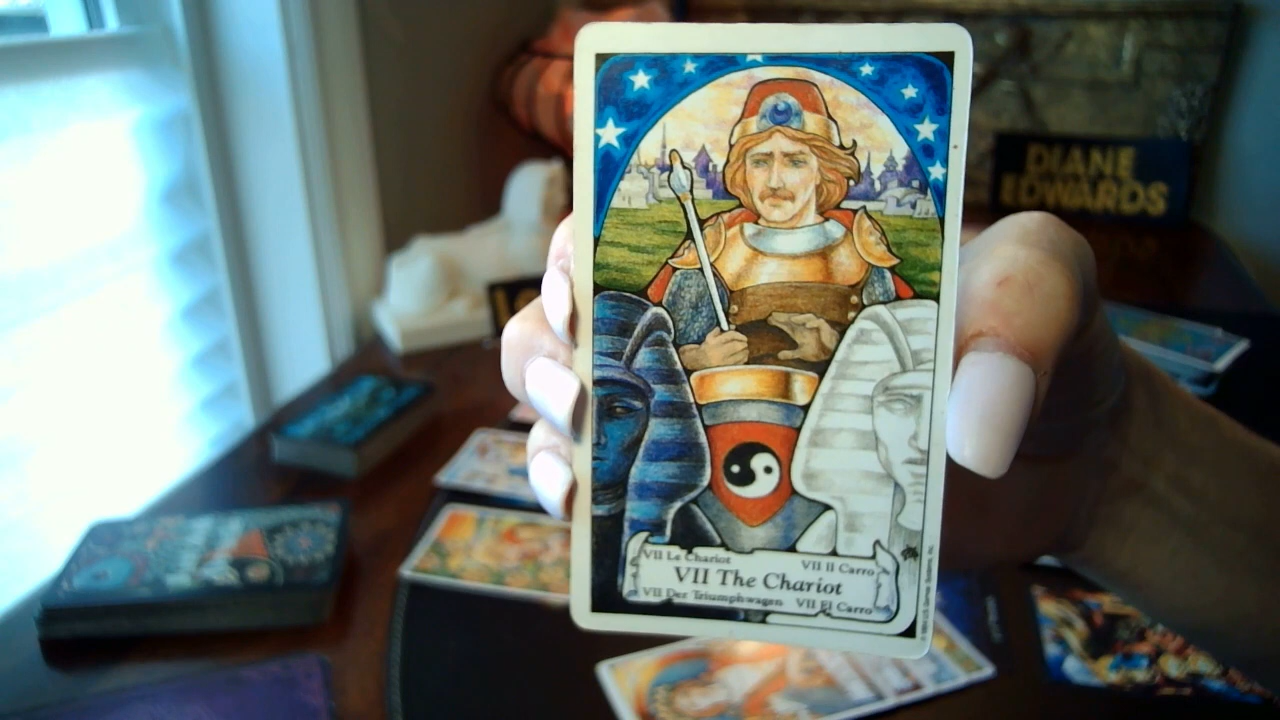 DIANE
EDWARDS
VII Le Chariot
VII Il Carro
VII The Chariot
VII Der Triumphwagen
VII El Carro